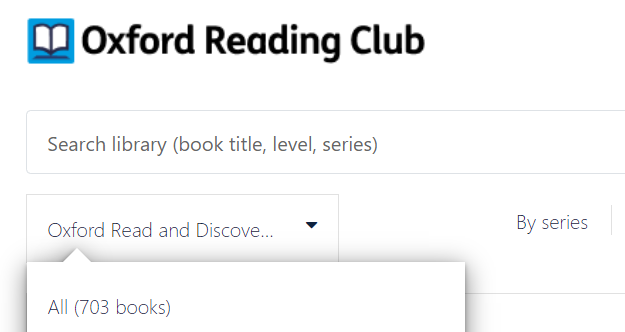 Oxford Reading Club
Search library (book title, level, series)
Oxford Read and Discove...
By series
All (703 books)